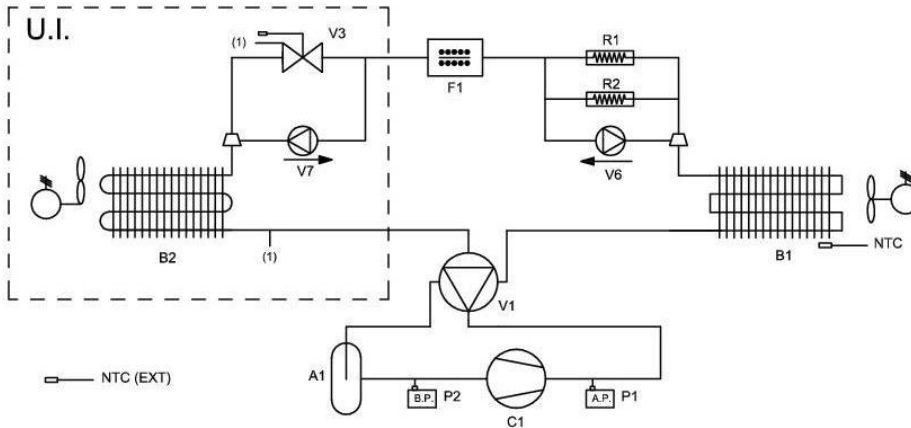 U.I.
(1)
V3
F1
R1
R2
V7
V6
B2
(1)
B1
NTC
V1
A1
B.P.
P2
C1
A.P.
P1
NTC (EXT)